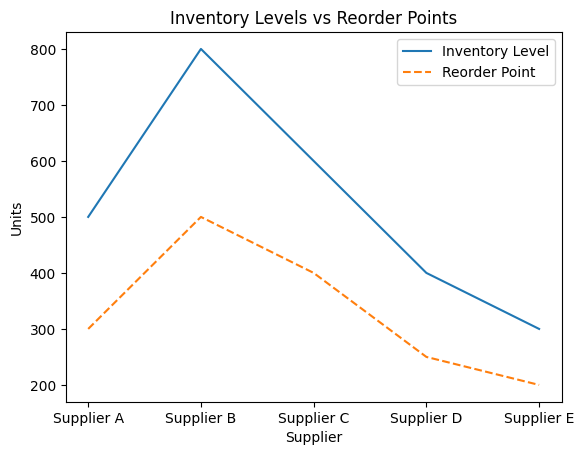 Inventory Levels vs Reorder Points
Inventory Level
Reorder Point
Units
800
700
600
500
400
300
200
Supplier A
Supplier B
Supplier C
Supplier D
Supplier E
Supplier